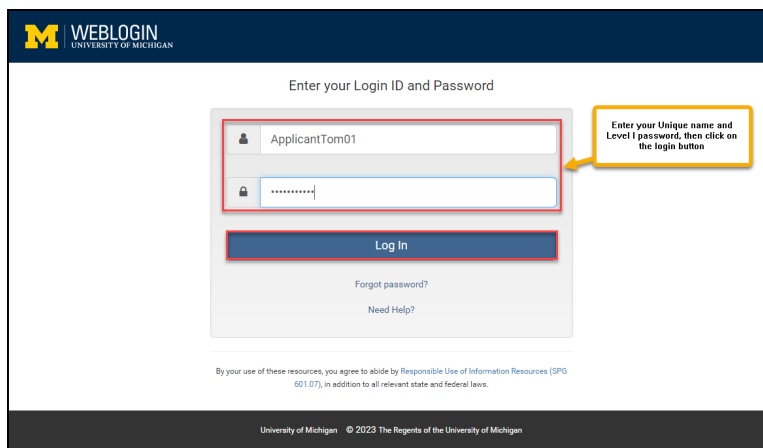 WEBLOGIN
UNIVERSITY OF MICHIGAN
Enter your Login ID and Password
ApplicantTom01
•••••••••••
Enter your Unique name and
Level I password, then click on
the login button
Log In
Forgot password?
Need Help?
By your use of these resources, you agree to abide by Responsible Use of Information Resources (SPG
601.07), in addition to all relevant state and federal laws.
University of Michigan © 2023 The Regents of the University of Michigan